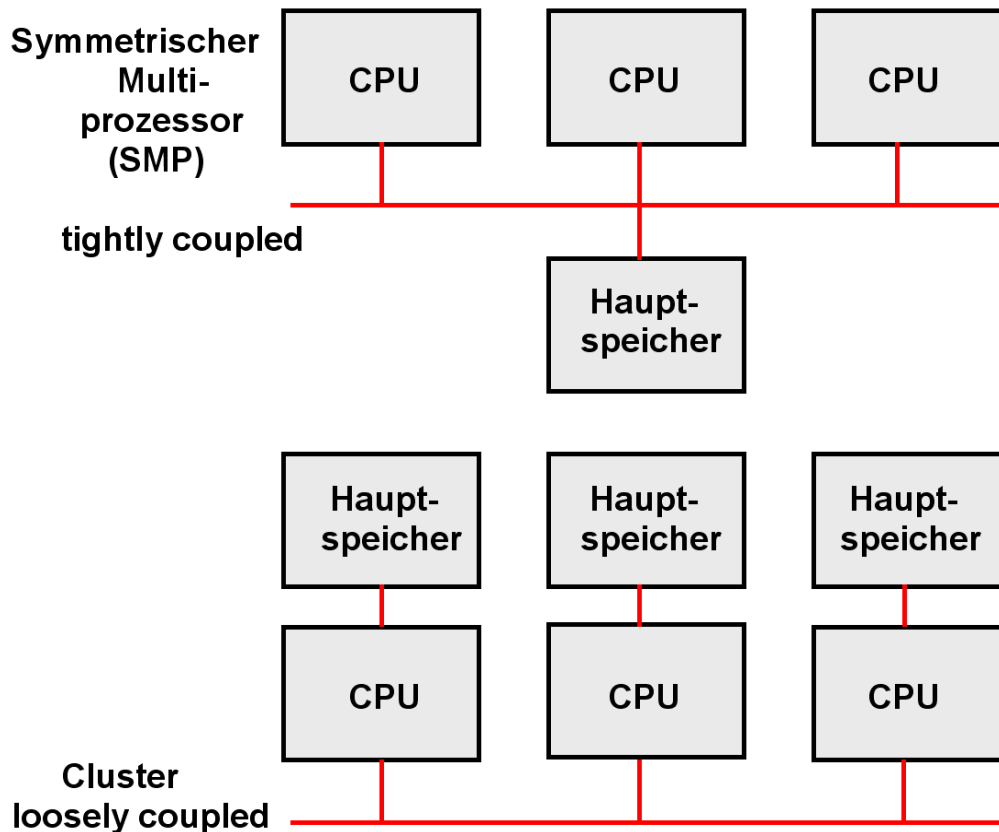 Symmetrischer
Multi-
prozessor
(SMP)
CPU
CPU
CPU
tightly coupled
Haupt-
speicher
Haupt-
speicher
Haupt-
speicher
Haupt-
speicher
CPU
CPU
CPU
Cluster
loosely coupled